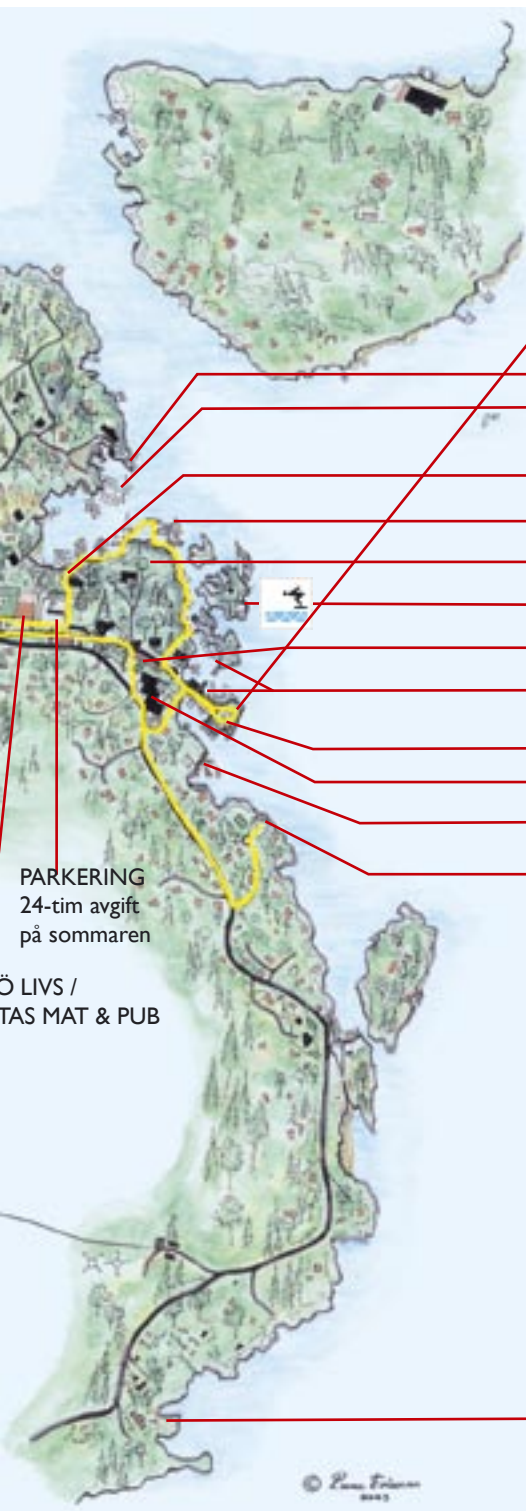 PARKERING
24-tim avgift
på sommaren
Ö LIVS /
TAS MAT & PUB
©